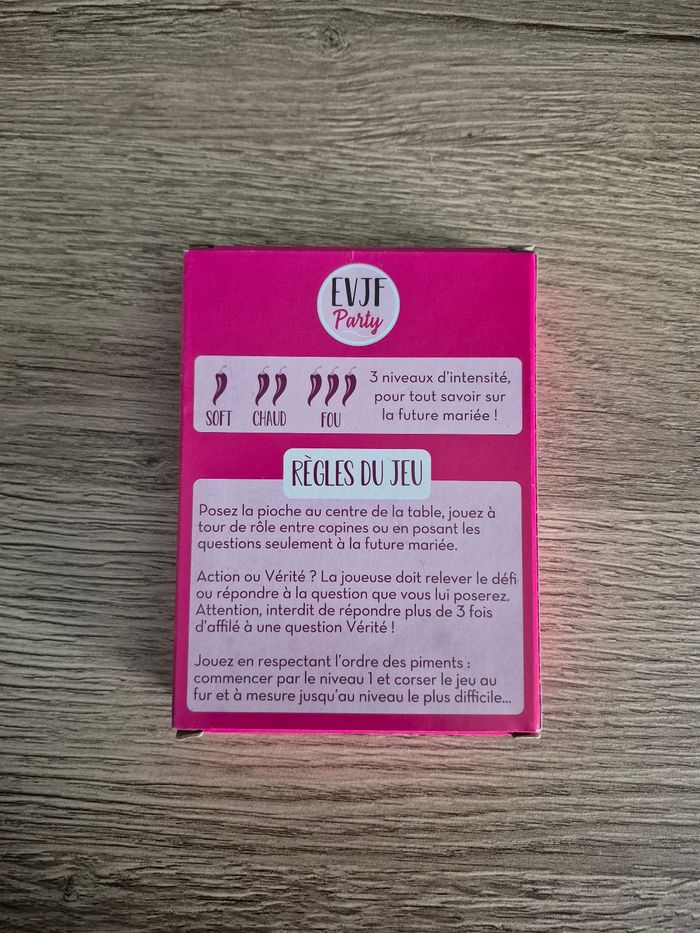 EVJF
Party
3 niveaux d'intensité,
pour tout savoir sur
la future mariée !
SOFT CHAUD FOU
RÈGLES DU JEU
Posez la pioche au centre de la table, jouez à
tour de rôle entre copines ou en posant les
questions seulement à la future mariée.
Action ou Vérité ? La joueuse doit relever le défi
ou répondre à la question que vous lui poserez.
Attention, interdit de répondre plus de 3 fois
d'affilé à une question Vérité !
Jouez en respectant l'ordre des piments :
commencer par le niveau 1 et corser le jeu au
fur et à mesure jusqu'au niveau le plus difficile...